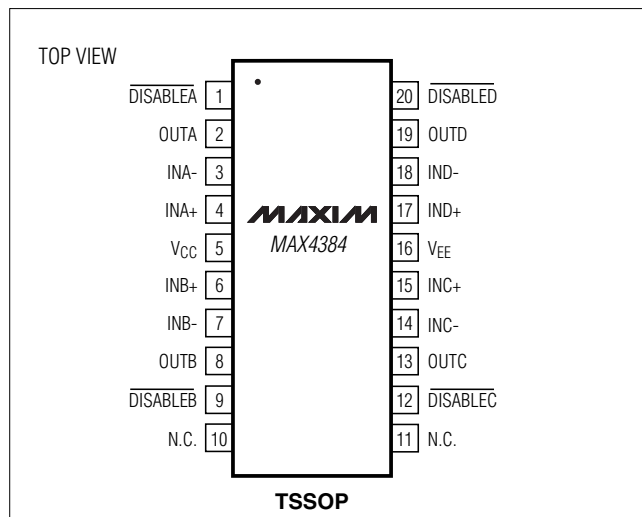 TOP VIEW
DISABLEA 1
OUTA 2
INA- 3
INA+ 4
VCC 5
INB+ 6
INB- 7
OUTB 8
DISABLEB 9
N.C. 10
MAXIM
MAX4384
20 DISABLED
19 OUTD
18 IND-
17 IND+
16 VEE
15 INC+
14 INC-
13 OUTC
12 DISABLEC
11 N.C.
TSSOP